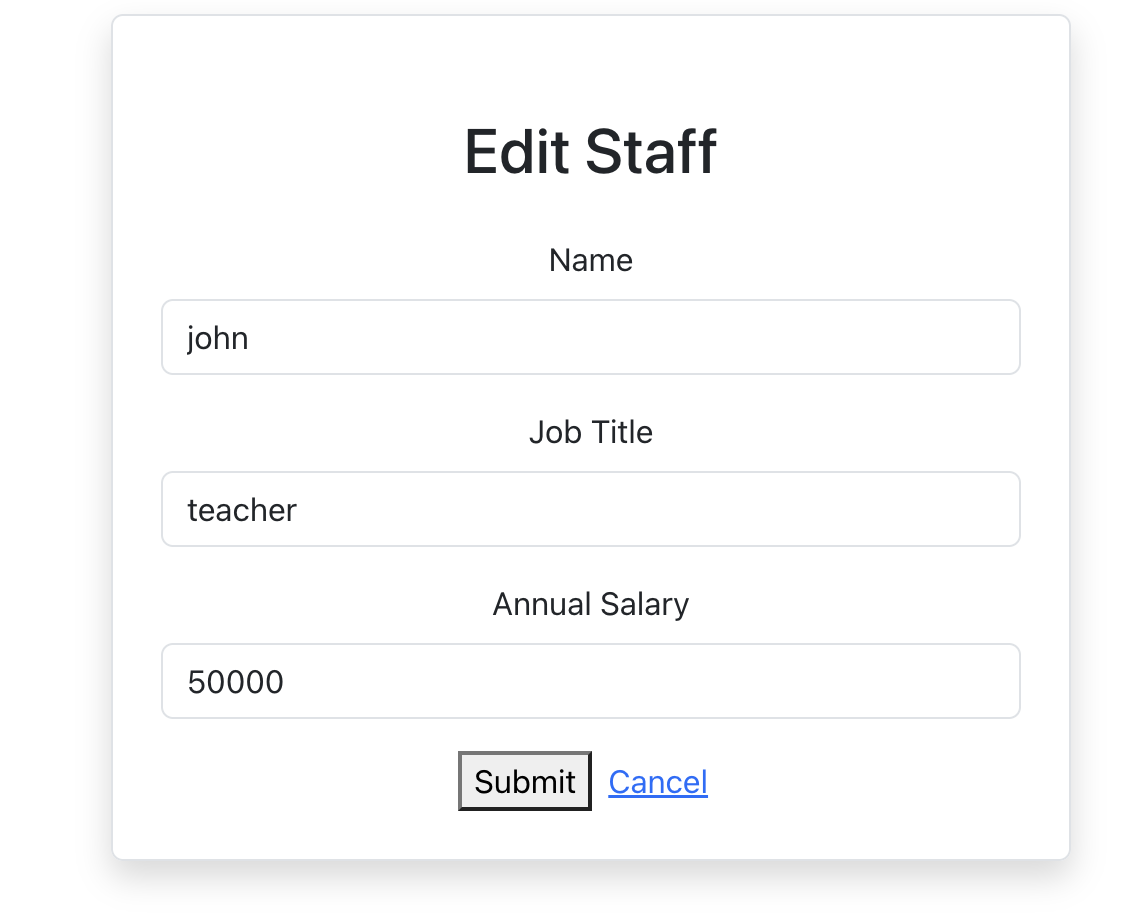 Edit Staff
Name
john
Job Title
teacher
Annual Salary
50000
Submit Cancel